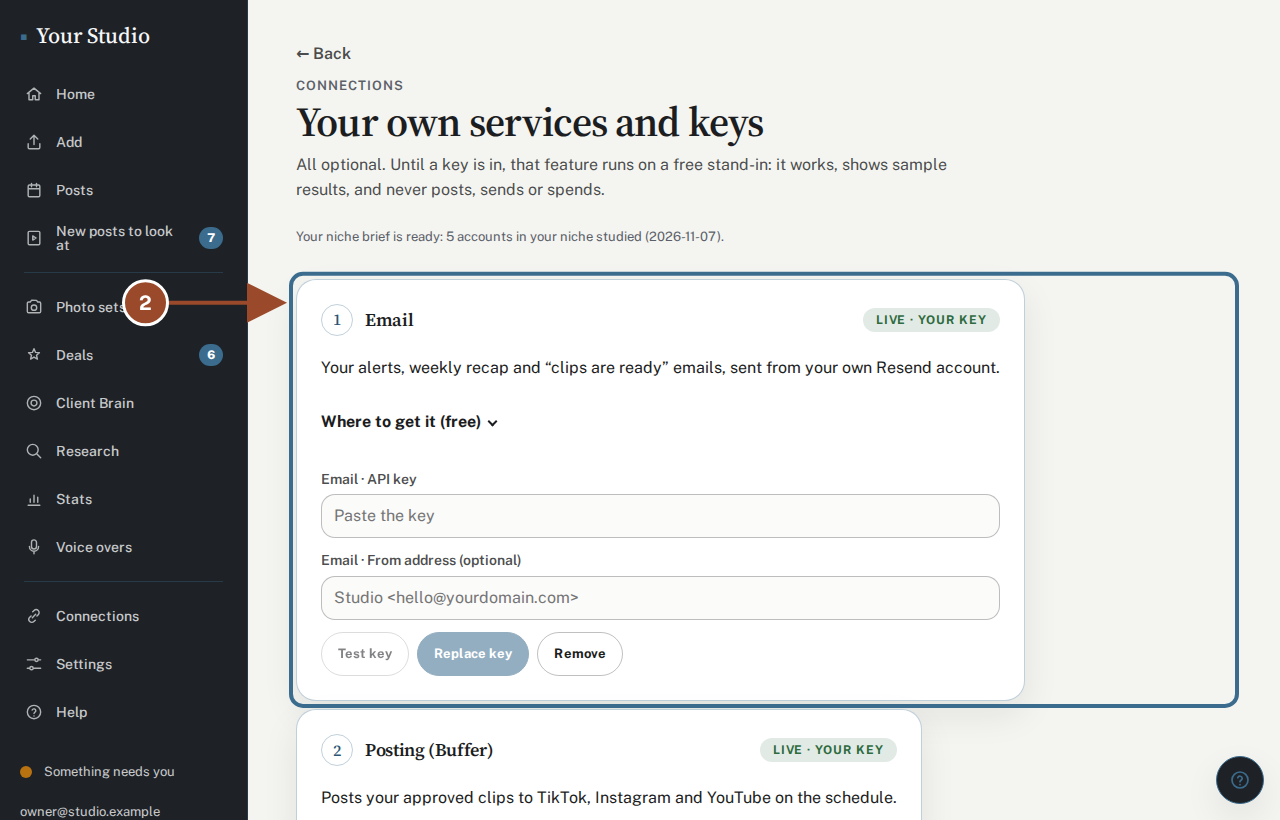 Your Studio
Home
Add
Posts
New posts to look
at
7
Photo sets
2
Deals
6
Client Brain
Research
Stats
Voice overs
Connections
Settings
Help
Something needs you
owner@studio.example
← Back
CONNECTIONS
Your own services and keys
All optional. Until a key is in, that feature runs on a free stand-in: it works, shows sample
results, and never posts, sends or spends.
Your niche brief is ready: 5 accounts in your niche studied (2026-11-07).
1 Email LIVE · YOUR KEY
Your alerts, weekly recap and “clips are ready” emails, sent from your own Resend account.
Where to get it (free)
Email · API key
Paste the key
Email · From address (optional)
Studio <hello@yourdomain.com>
Test key Replace key Remove
2 Posting (Buffer) LIVE · YOUR KEY
Posts your approved clips to TikTok, Instagram and YouTube on the schedule.